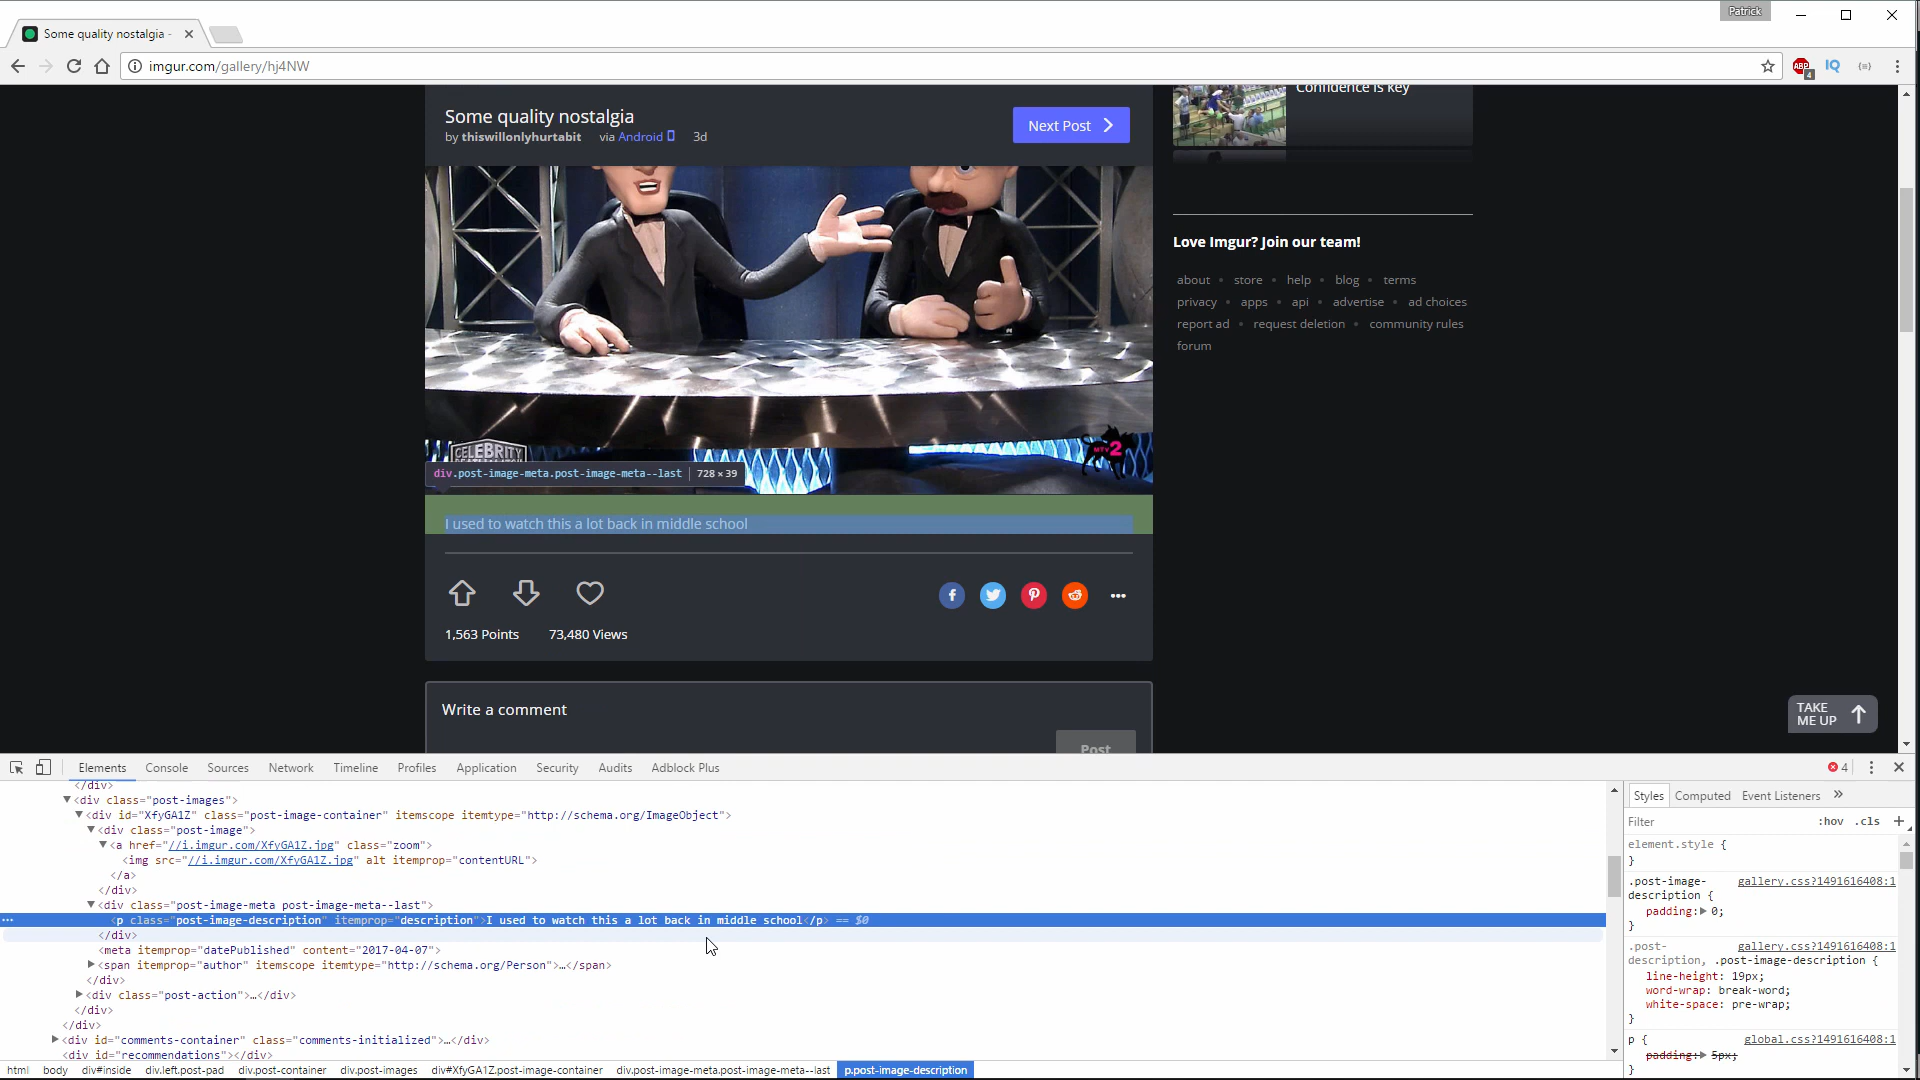 Patrick
Some quality nostalgia -
imgur.com/gallery/hj4NW
ABP
4
IQ
Some quality nostalgia
by thiswillonlyhurtabit via Android 3d
Next Post
Confidence is key
CELEBRITY
MTV 2
div.post-image-meta.post-image-meta--last 728 × 39
I used to watch this a lot back in middle school
1,563 Points 73,480 Views
Write a comment
Post
Love Imgur? Join our team!
about • store • help • blog • terms
privacy • apps • api • advertise • ad choices
report ad • request deletion • community rules
forum
TAKE
ME UP
Elements Console Sources Network Timeline Profiles Application Security Audits Adblock Plus
4
</div>
<div class="post-images">
<div id="XfyGA1Z" class="post-image-container" itemscope itemtype="http://schema.org/ImageObject">
<div class="post-image">
<a href="//i.imgur.com/XfyGA1Z.jpg" class="zoom">
<img src="//i.imgur.com/XfyGA1Z.jpg" alt itemprop="contentURL">
</a>
</div>
<div class="post-image-meta post-image-meta--last">
<p class="post-image-description" itemprop="description">I used to watch this a lot back in middle school</p> == $0
</div>
<meta itemprop="datePublished" content="2017-04-07">
<span itemprop="author" itemscope itemtype="http://schema.org/Person">…</span>
</div>
<div class="post-action">…</div>
</div>
</div>
<div id="comments-container" class="comments-initialized">…</div>
<div id="recommendations"></div>
html body div#inside div.left.post-pad div.post-container div.post-images div#XfyGA1Z.post-image-container div.post-image-meta.post-image-meta--last p.post-image-description
Styles Computed Event Listeners »
Filter :hov .cls +
element.style {
}
.post-image- gallery.css?1491616408:1
description {
padding: 0;
}
.post- gallery.css?1491616408:1
description, .post-image-description {
line-height: 19px;
word-wrap: break-word;
white-space: pre-wrap;
}
p { global.css?1491616408:1
padding: 5px;
}